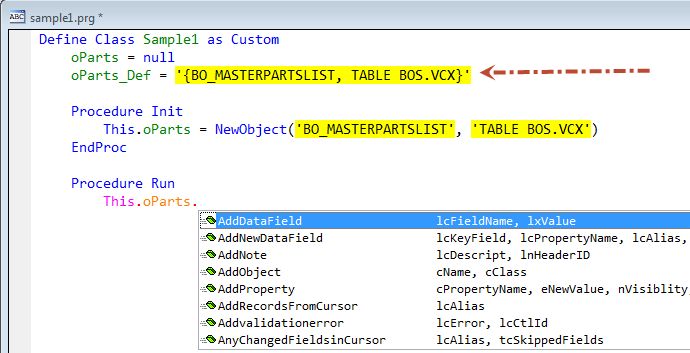 ABC sample1.prg *
Define Class Sample1 as Custom
oParts = null
oParts_Def = '{BO_MASTERPARTSLIST, TABLE BOS.VCX}'
Procedure Init
This.oParts = NewObject('BO_MASTERPARTSLIST', 'TABLE BOS.VCX')
EndProc
Procedure Run
This.oParts.
AddDataField lcFieldName, lxValue
AddNewDataField lcKeyField, lcPropertyName, lcAlias,
AddNote lcDescript, lnHeaderID
AddObject cName, cClass
AddProperty cPropertyName, eNewValue, nVisiblity,
AddRecordsFromCursor lcAlias
Addvalidationerror lcError, lcCtlId
AnyChangedFieldsinCursor lcAlias, tcSkippedFields